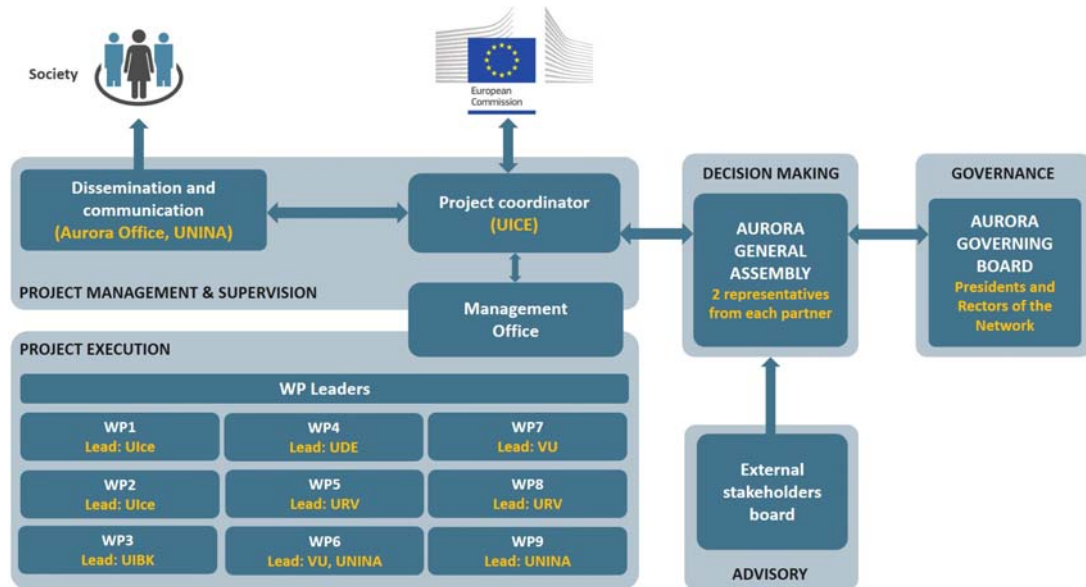 Society
European
Commission
Dissemination and
communication
(Aurora Office, UNINA)
Project coordinator
(UICE)
PROJECT MANAGEMENT & SUPERVISION
Management
Office
DECISION MAKING
AURORA
GENERAL
ASSEMBLY
2 representatives
from each partner
GOVERNANCE
AURORA
GOVERNING
BOARD
Presidents and
Rectors of the
Network
PROJECT EXECUTION
WP Leaders
WP1
Lead: UIce
WP4
Lead: UDE
WP7
Lead: VU
WP2
Lead: UIce
WP5
Lead: URV
WP8
Lead: URV
WP3
Lead: UIBK
WP6
Lead: VU, UNINA
WP9
Lead: UNINA
External
stakeholders
board
ADVISORY